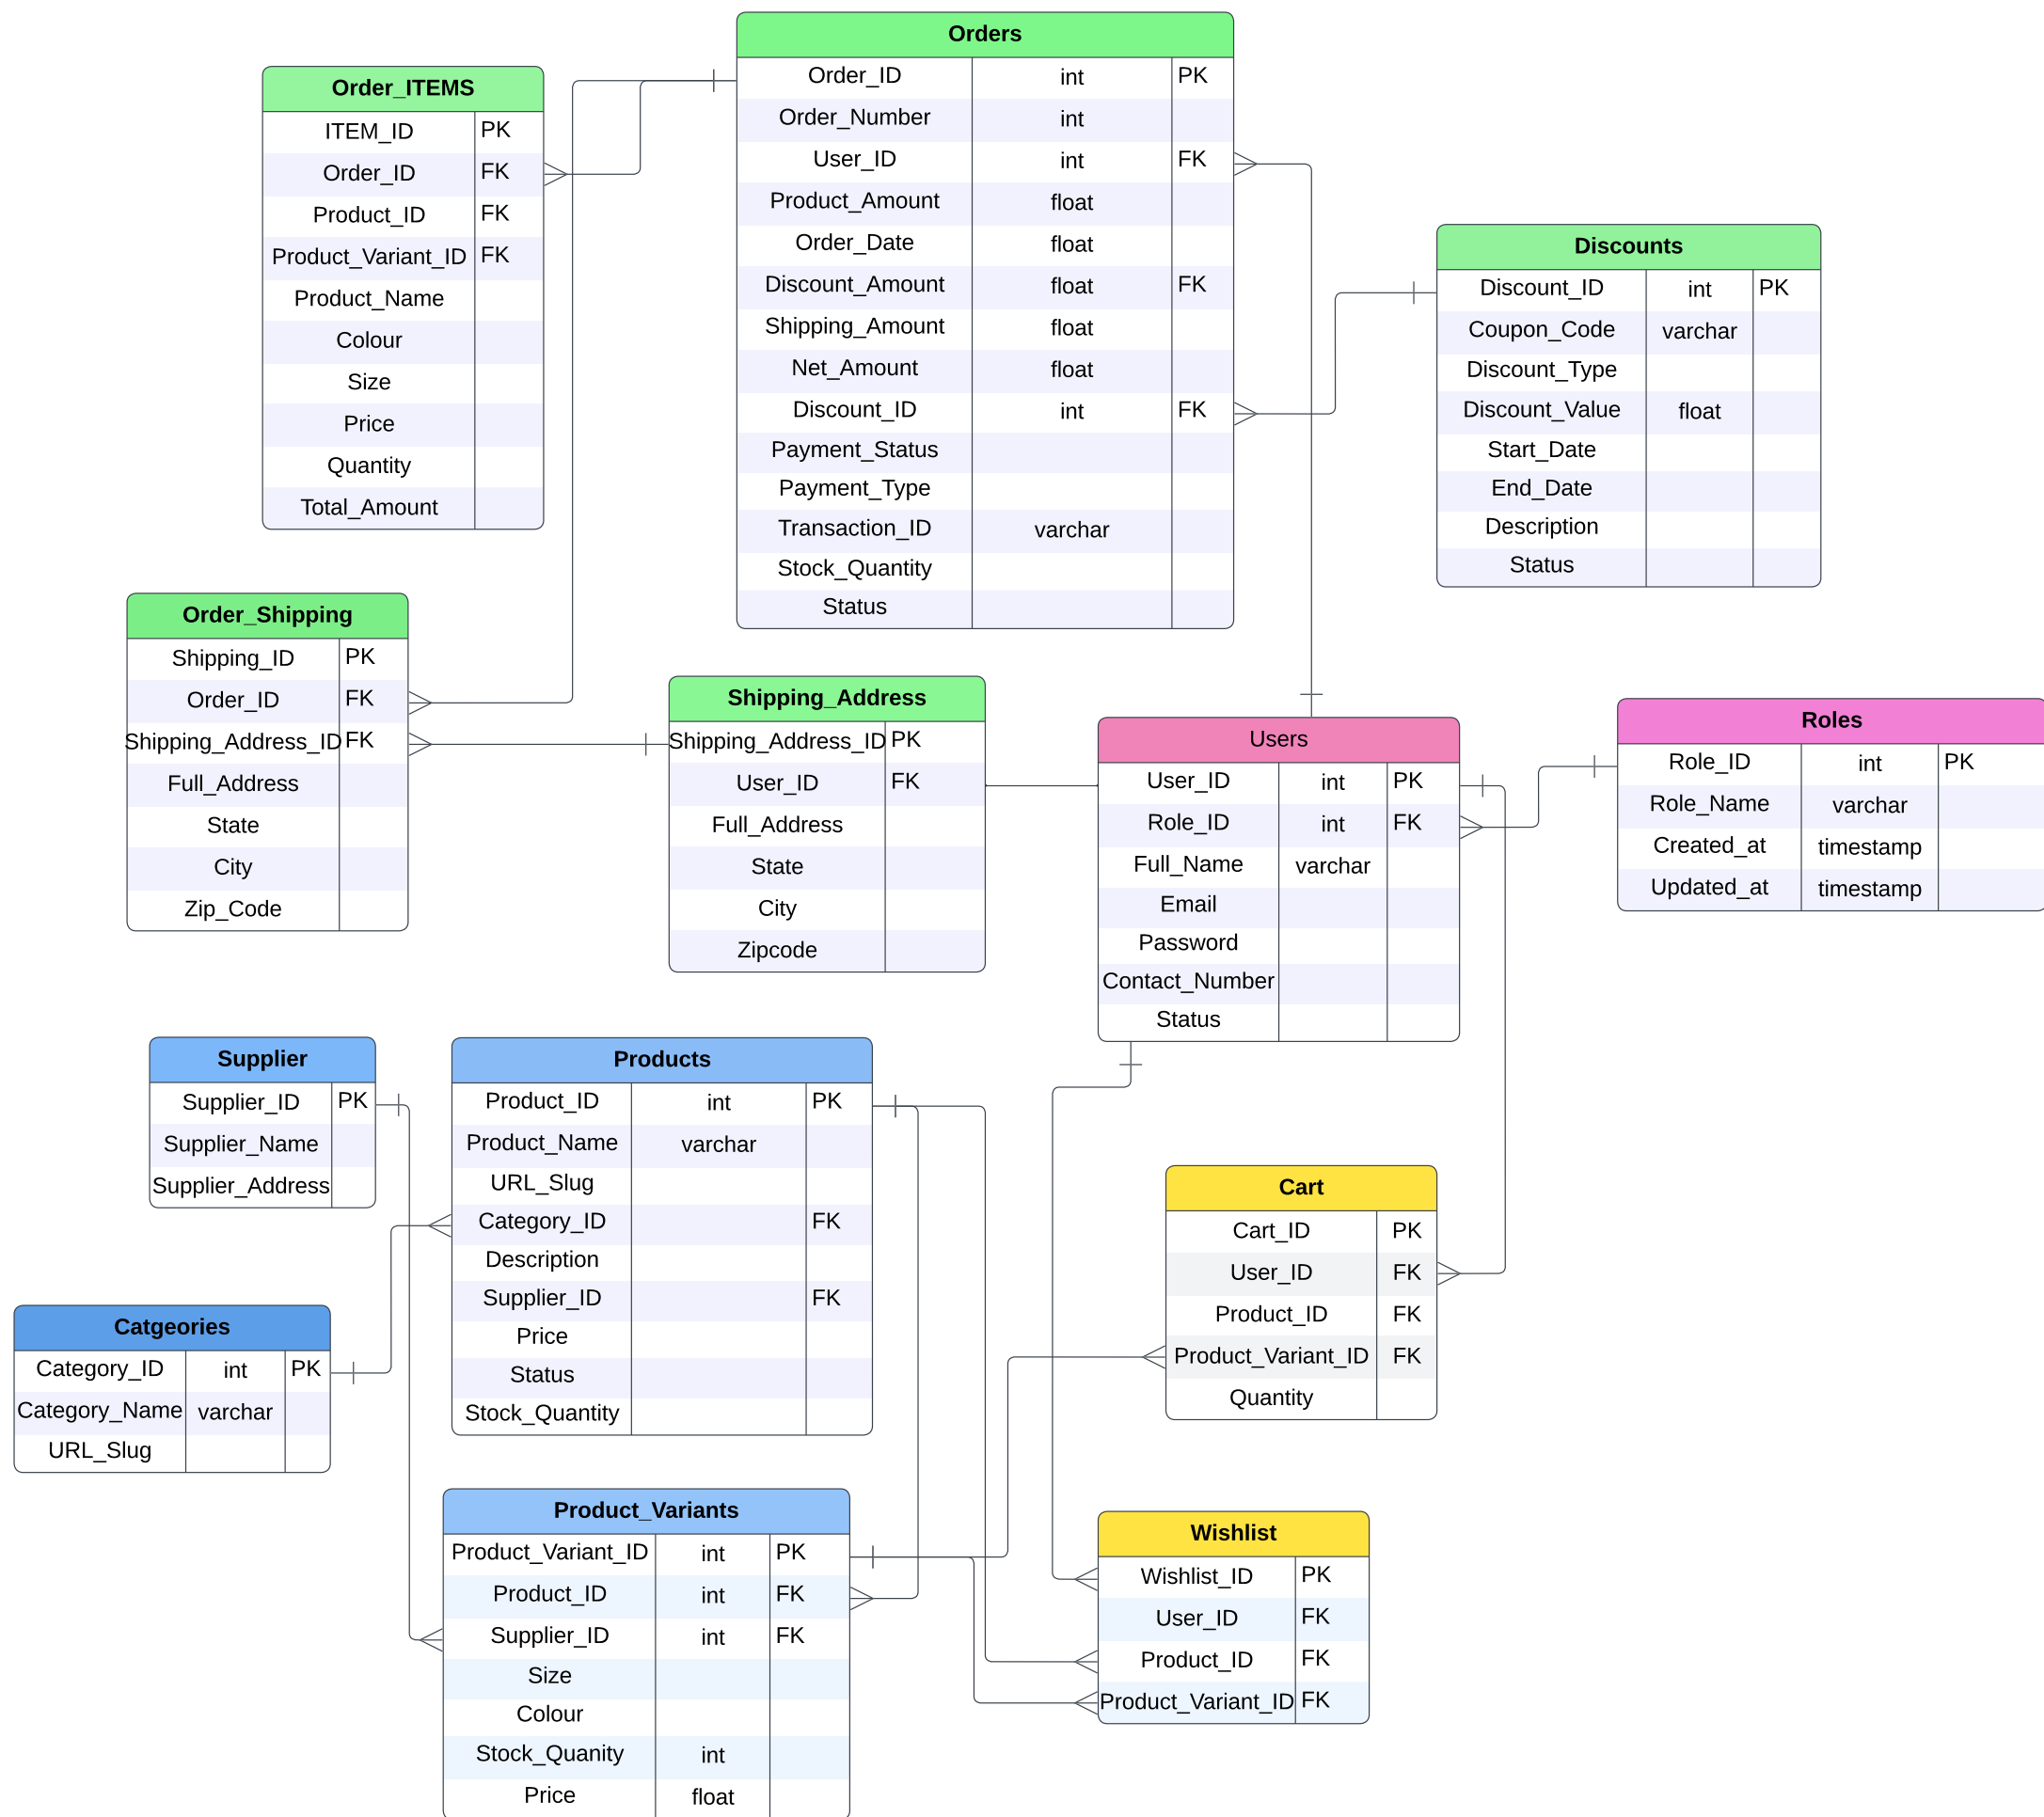 Orders
Order_ID int PK
Order_Number int
User_ID int FK
Product_Amount float
Order_Date float
Discount_Amount float FK
Shipping_Amount float
Net_Amount float
Discount_ID int FK
Payment_Status
Payment_Type
Transaction_ID varchar
Stock_Quantity
Status
Order_ITEMS
ITEM_ID PK
Order_ID FK
Product_ID FK
Product_Variant_ID FK
Product_Name
Colour
Size
Price
Quantity
Total_Amount
Discounts
Discount_ID int PK
Coupon_Code varchar
Discount_Type
Discount_Value float
Start_Date
End_Date
Description
Status
Order_Shipping
Shipping_ID PK
Order_ID FK
Shipping_Address_ID FK
Full_Address
State
City
Zip_Code
Shipping_Address
Shipping_Address_ID PK
User_ID FK
Full_Address
State
City
Zipcode
Users
User_ID int PK
Role_ID int FK
Full_Name varchar
Email
Password
Contact_Number
Status
Roles
Role_ID int PK
Role_Name varchar
Created_at timestamp
Updated_at timestamp
Supplier
Supplier_ID PK
Supplier_Name
Supplier_Address
Products
Product_ID int PK
Product_Name varchar
URL_Slug
Category_ID FK
Description
Supplier_ID FK
Price
Status
Stock_Quantity
Cart
Cart_ID PK
User_ID FK
Product_ID FK
Product_Variant_ID FK
Quantity
Catgeories
Category_ID int PK
Category_Name varchar
URL_Slug
Product_Variants
Product_Variant_ID int PK
Product_ID int FK
Supplier_ID int FK
Size
Colour
Stock_Quanity int
Price float
Wishlist
Wishlist_ID PK
User_ID FK
Product_ID FK
Product_Variant_ID FK